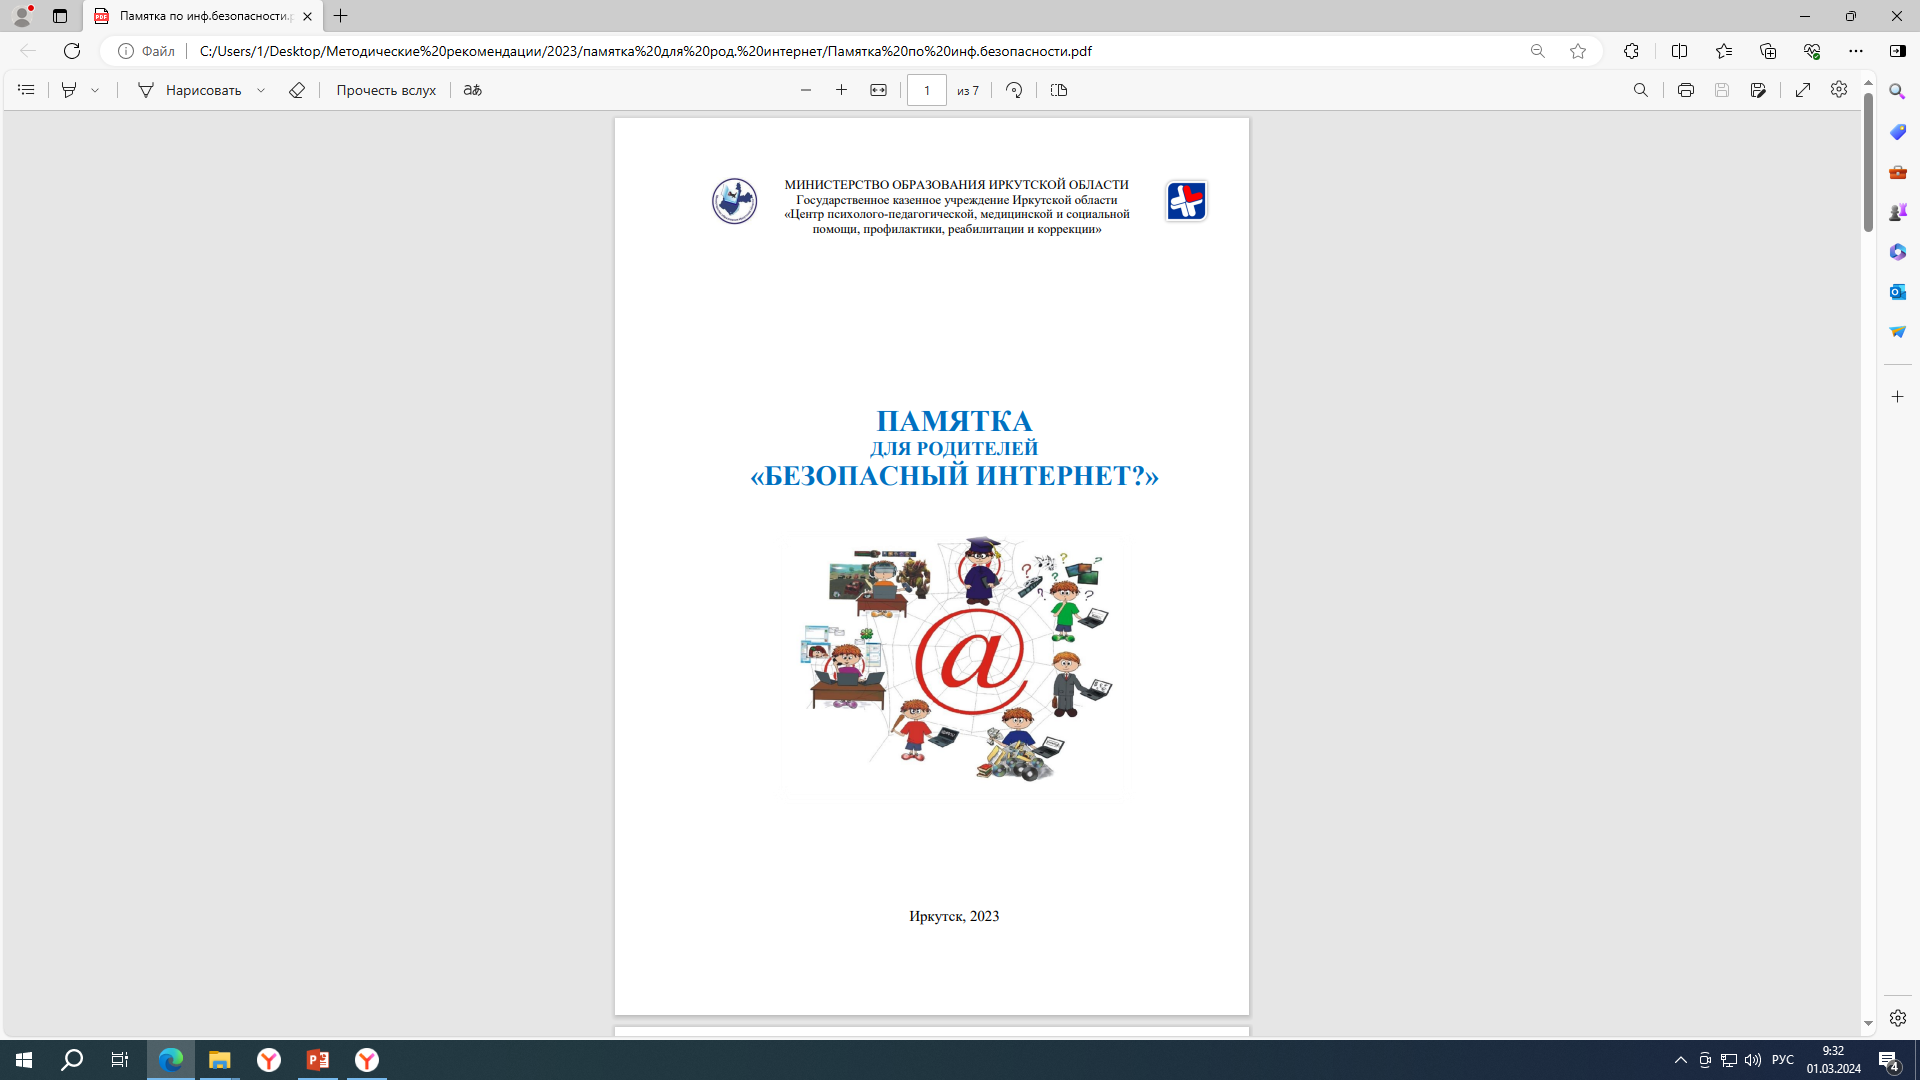 Памятка по инф.безопасности.p
Файл
C:/Users/1/Desktop/Методические%20рекомендации/2023/памятка%20для%20род.%20интернет/Памятка%20по%20инф.безопасности.pdf
Нарисовать
Прочесть вслух
аあ
1
из 7
МИНИСТЕРСТВО ОБРАЗОВАНИЯ ИРКУТСКОЙ ОБЛАСТИ
Государственное казенное учреждение Иркутской области
«Центр психолого-педагогической, медицинской и социальной
помощи, профилактики, реабилитации и коррекции»
ПАМЯТКА
ДЛЯ РОДИТЕЛЕЙ
«БЕЗОПАСНЫЙ ИНТЕРНЕТ?»
@
Иркутск, 2023
РУС
9:32
01.03.2024
4